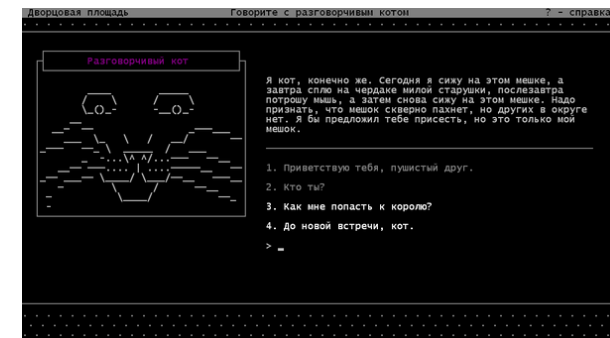 Дворцовая площадь Говорите с разговорчивым котом ? - справка
Разговорчивый кот
Я кот, конечно же. Сегодня я сижу на этом мешке, а
завтра сплю на чердаке милой старушки, послезавтра
потрошу мышь, а затем снова сижу на этом мешке. Надо
признать, что мешок скверно пахнет, но других в округе
нет. Я бы предложил тебе присесть, но это только мой
мешок.
1. Приветствую тебя, пушистый друг.
2. Кто ты?
3. Как мне попасть к королю?
4. До новой встречи, кот.
> _